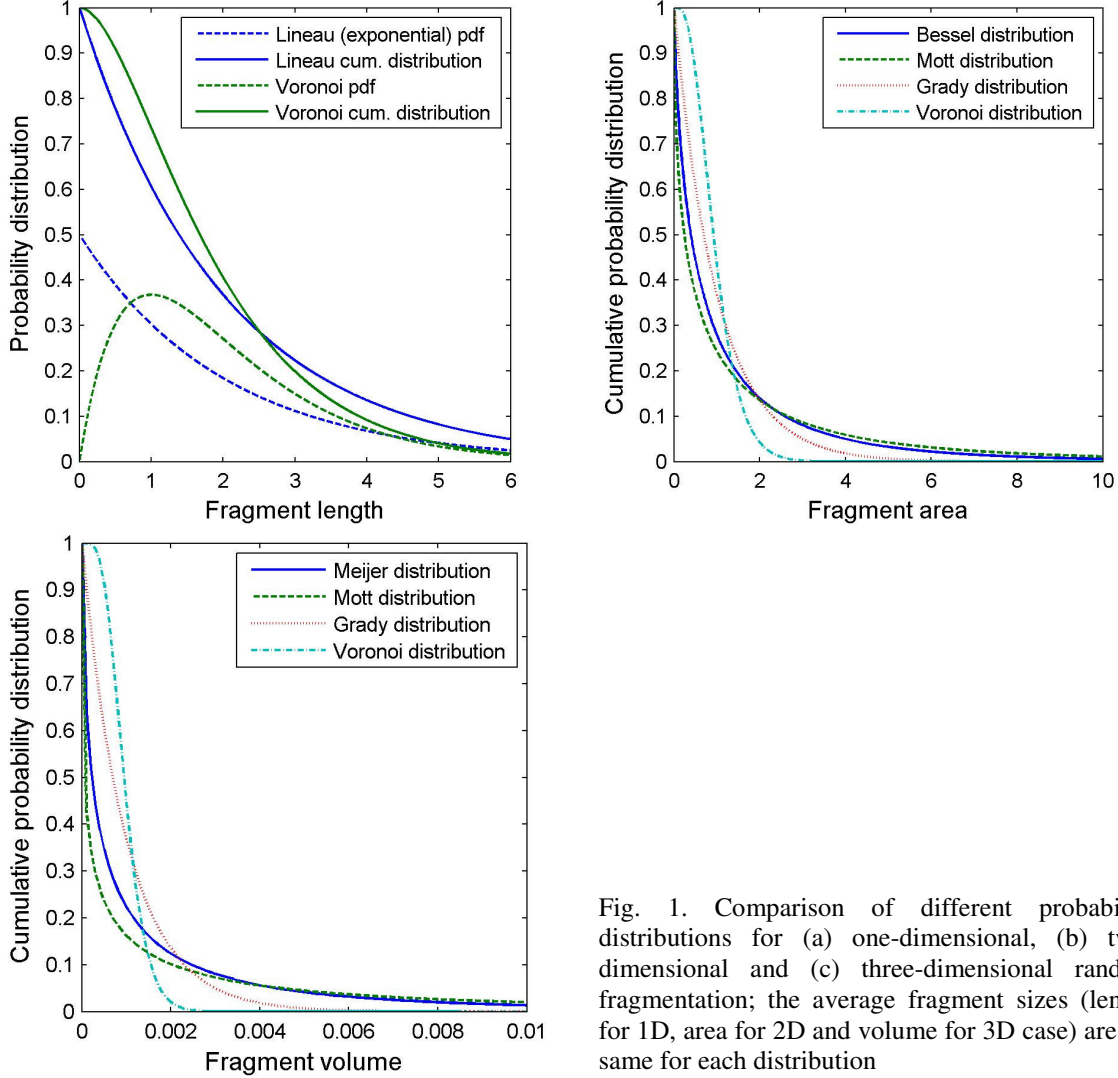 Probability distribution
1
0.9
0.8
0.7
0.6
0.5
0.4
0.3
0.2
0.1
0
Lineau (exponential) pdf
Lineau cum. distribution
Voronoi pdf
Voronoi cum. distribution
0 1 2 3 4 5 6
Fragment length
Cumulative probability distribution
1
0.9
0.8
0.7
0.6
0.5
0.4
0.3
0.2
0.1
0
Bessel distribution
Mott distribution
Grady distribution
Voronoi distribution
0 2 4 6 8 10
Fragment area
Cumulative probability distribution
1
0.9
0.8
0.7
0.6
0.5
0.4
0.3
0.2
0.1
0
Meijer distribution
Mott distribution
Grady distribution
Voronoi distribution
0 0.002 0.004 0.006 0.008 0.01
Fragment volume
Fig. 1. Comparison of different probabi
distributions for (a) one-dimensional, (b) t
dimensional and (c) three-dimensional rand
fragmentation; the average fragment sizes (len
for 1D, area for 2D and volume for 3D case) are
same for each distribution